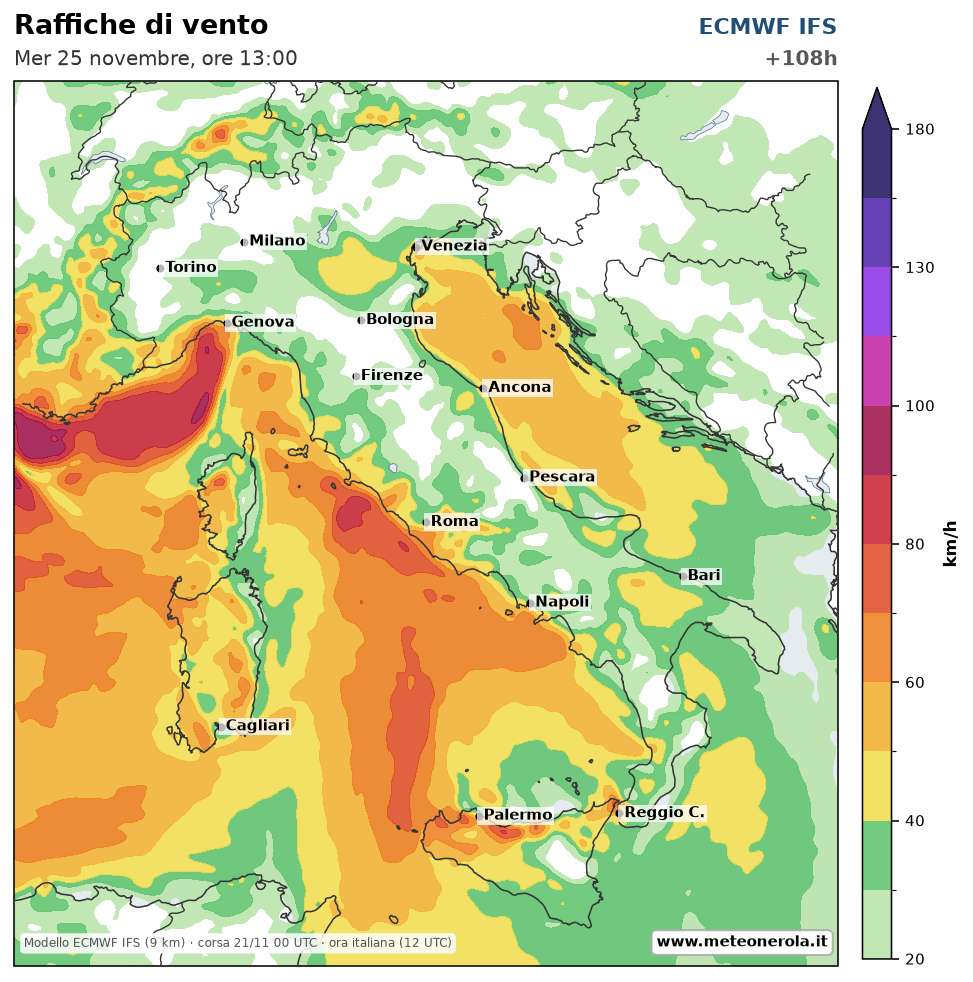 Raffiche di vento
ECMWF IFS
Mer 25 novembre, ore 13:00
+108h
180
130
100
80
60
40
20
km/h
Milano
Venezia
Torino
Genova
Bologna
Firenze
Ancona
Pescara
Roma
Bari
Napoli
Cagliari
Palermo
Reggio C.
Modello ECMWF IFS (9 km) · corsa 21/11 00 UTC · ora italiana (12 UTC)
www.meteonerola.it